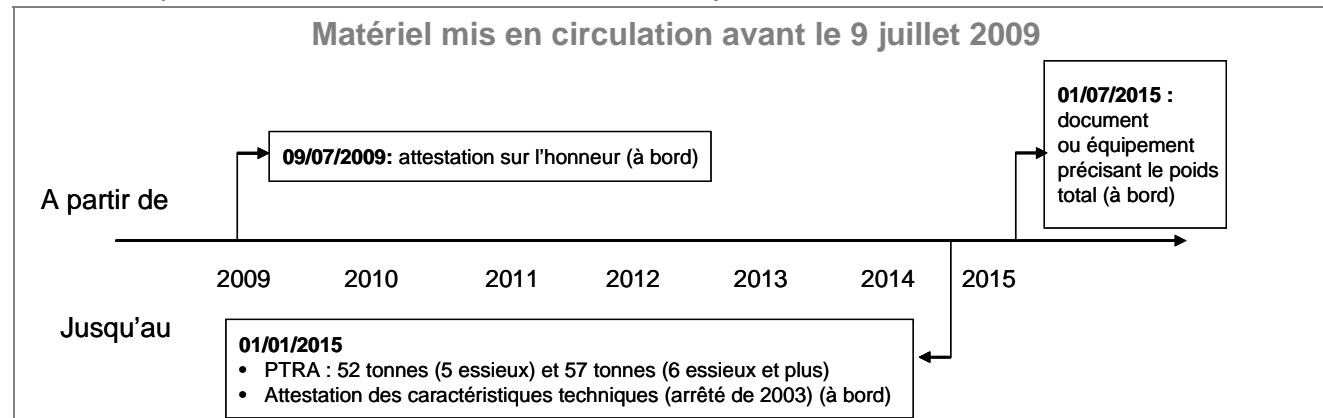 Matériel mis en circulation avant le 9 juillet 2009
01/07/2015 :
document
ou équipement
précisant le poids
total (à bord)
09/07/2009: attestation sur l’honneur (à bord)
A partir de
2009 2010 2011 2012 2013 2014 2015
Jusqu’au
01/01/2015
• PTRA : 52 tonnes (5 essieux) et 57 tonnes (6 essieux et plus)
• Attestation des caractéristiques techniques (arrêté de 2003) (à bord)